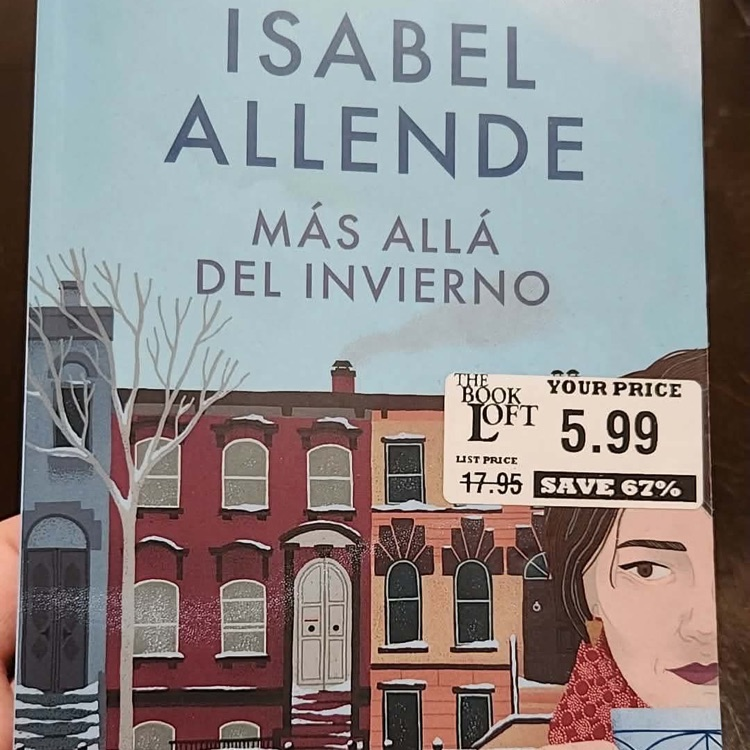 ISABEL
ALLENDE
MÁS ALLÁ
DEL INVIERNO
THE
BOOK
LOFT
YOUR PRICE
5.99
LIST PRICE
17.95
SAVE 67%